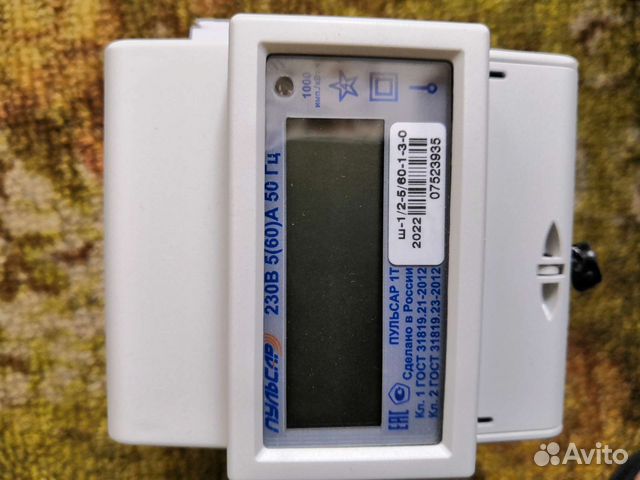 ПУЛЬСАР 230В 5(60)А 50 Гц
1000
имп./кВт·ч
ш-1/2-5/60-1-3-0
2022 07523935
ПУЛЬСАР 1Т
Сделано в России
Кл. 1 ГОСТ 31819.21-2012
Кл. 2 ГОСТ 31819.23-2012
ЕАС
Avito